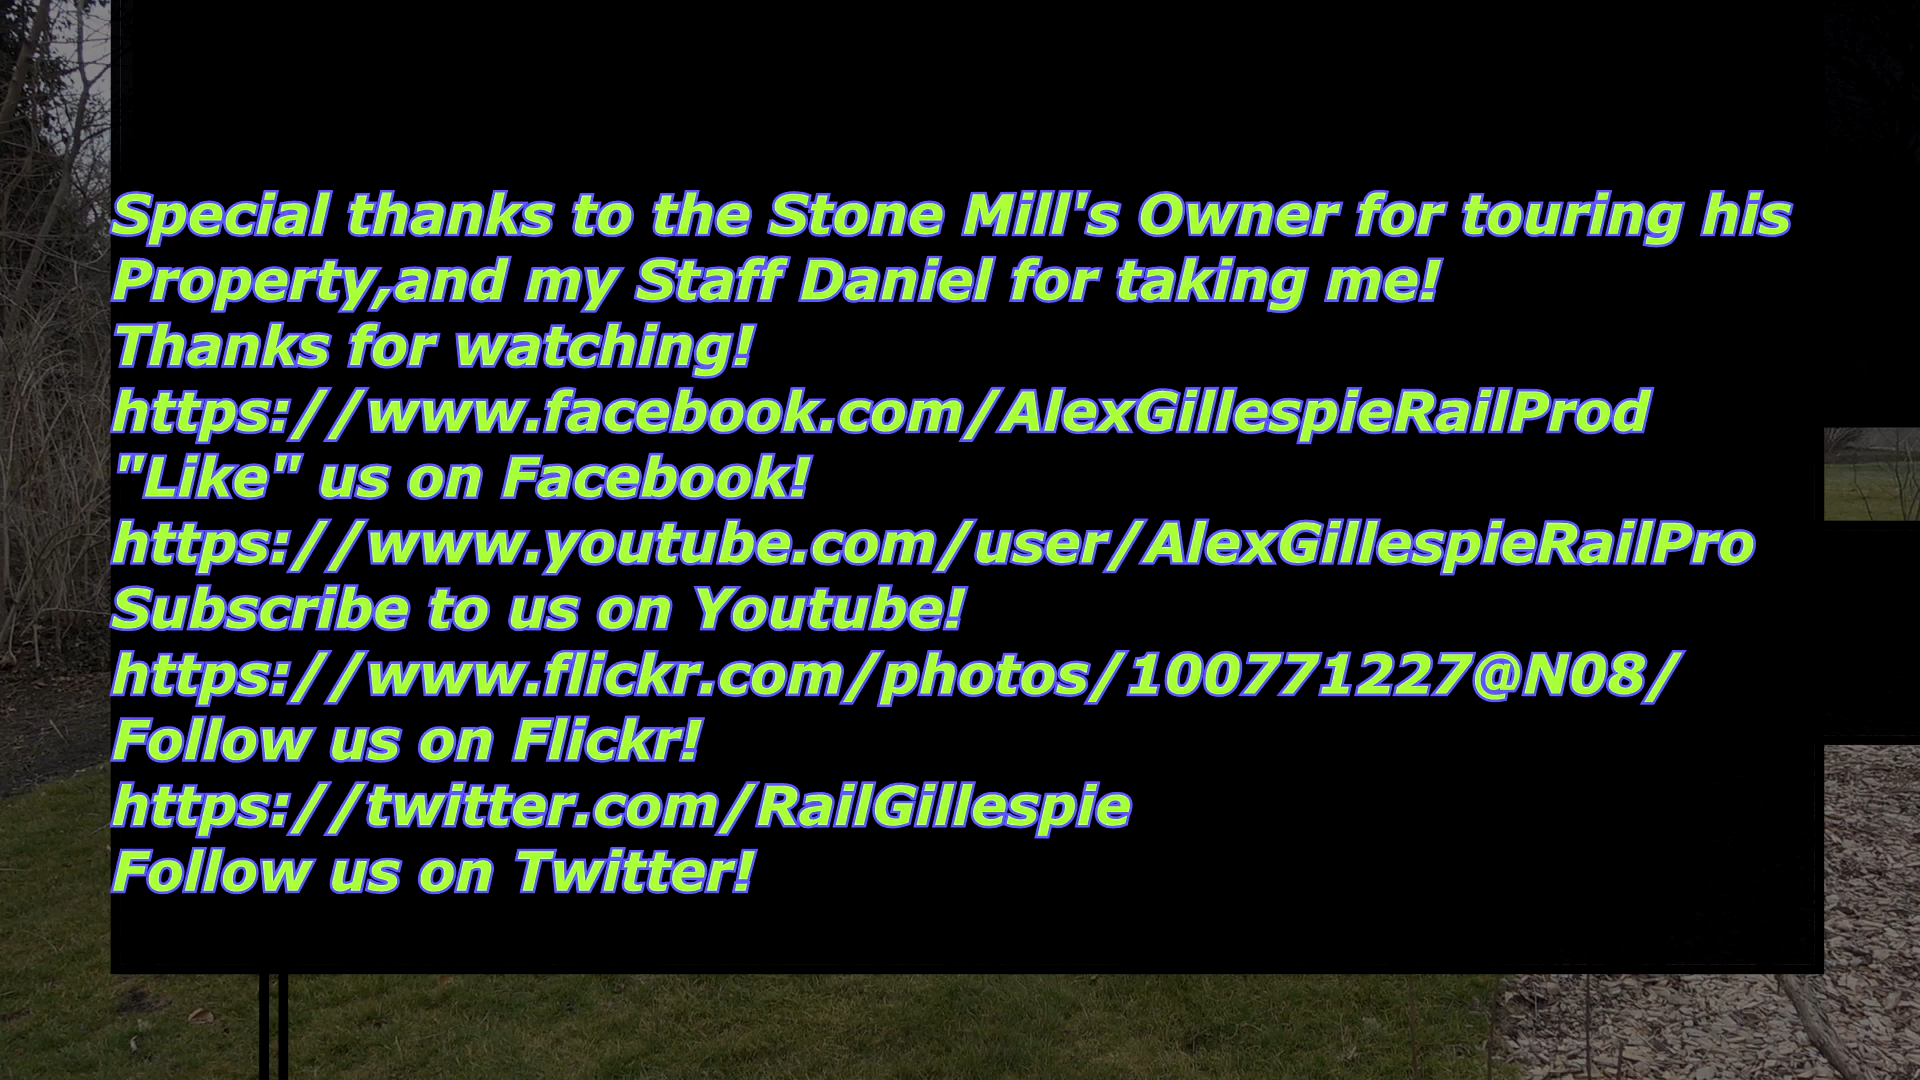 Special thanks to the Stone Mill's Owner for touring his
Property,and my Staff Daniel for taking me!
Thanks for watching!
https://www.facebook.com/AlexGillespieRailProd
"Like" us on Facebook!
https://www.youtube.com/user/AlexGillespieRailPro
Subscribe to us on Youtube!
https://www.flickr.com/photos/100771227@N08/
Follow us on Flickr!
https://twitter.com/RailGillespie
Follow us on Twitter!